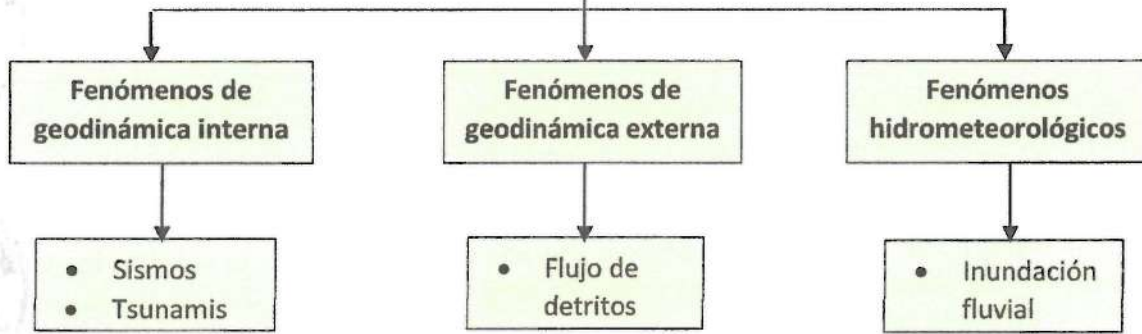 Fenómenos de
geodinámica interna
Fenómenos de
geodinámica externa
Fenómenos
hidrometeorológicos
• Sismos
• Tsunamis
• Flujo de
detritos
• Inundación
fluvial